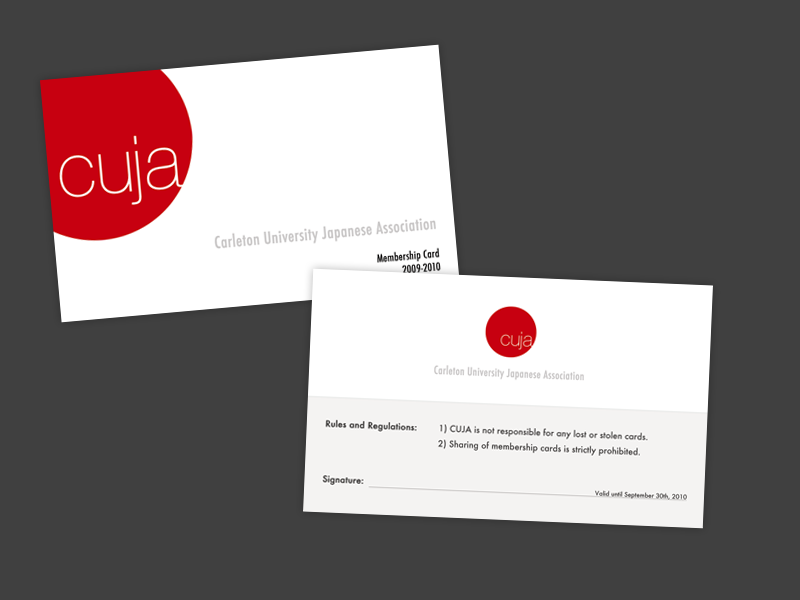 cuja
Carleton University Japanese Association
Membership Card
2009-2010
cuja
Carleton University Japanese Association
Rules and Regulations:
1) CUJA is not responsible for any lost or stolen cards.
2) Sharing of membership cards is strictly prohibited.
Signature:
Valid until September 30th, 2010